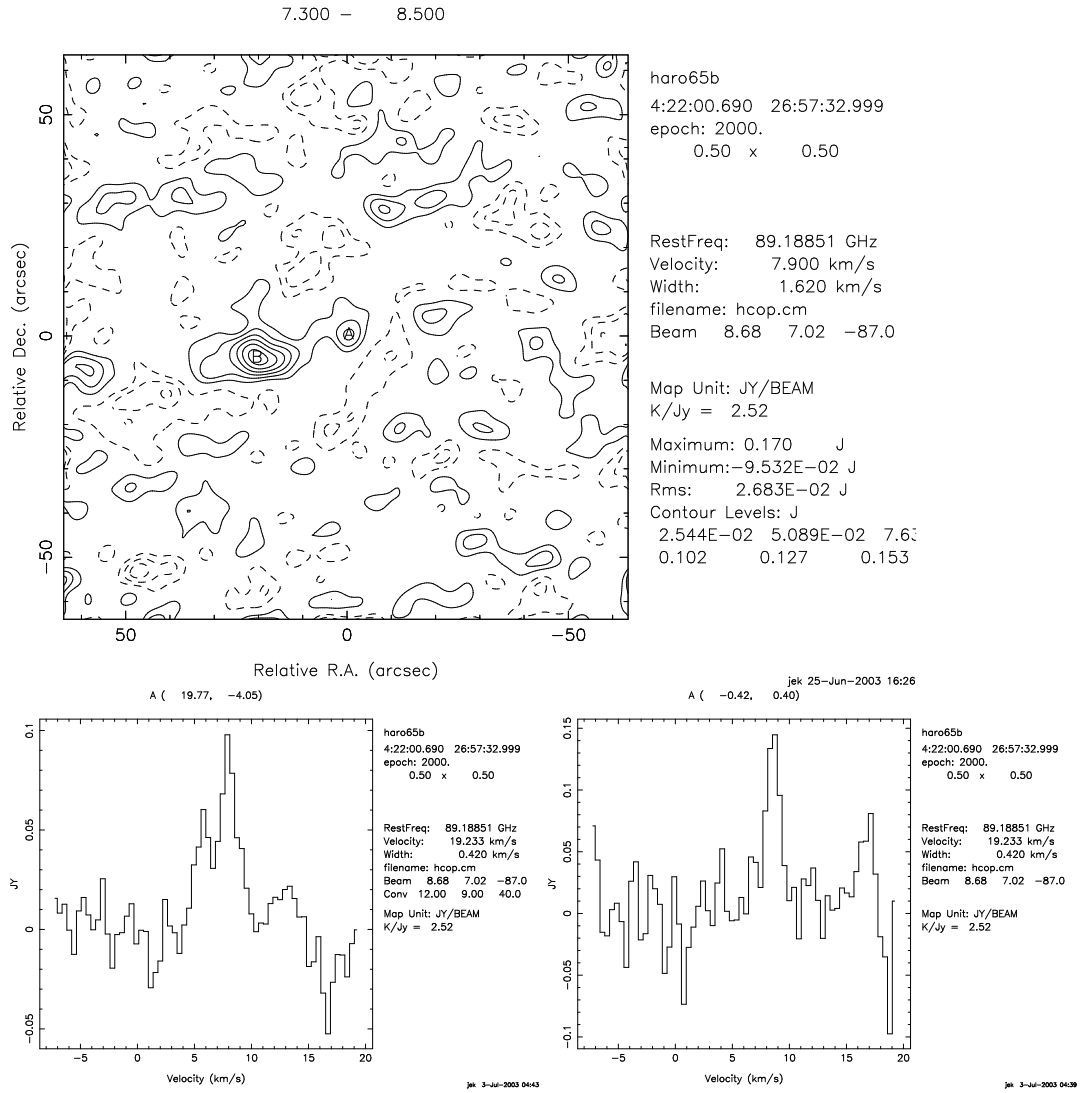 7.300 − 8.500
haro65b
4:22:00.690 26:57:32.999
epoch: 2000.
0.50 x 0.50
RestFreq: 89.18851 GHz
Velocity: 7.900 km/s
Width: 1.620 km/s
filename: hcop.cm
Beam 8.68 7.02 −87.0
Map Unit: JY/BEAM
K/Jy = 2.52
Maximum: 0.170 J
Minimum:−9.532E−02 J
Rms: 2.683E−02 J
Contour Levels: J
2.544E−02 5.089E−02
0.102 0.127 0.153
Relative Dec. (arcsec)
50
0
−50
A
B
50 0 −50
Relative R.A. (arcsec)
jek 25−Jun−2003 16:26
A ( 19.77, −4.05)
JY
0.1
0.05
0
−0.05
−5 0 5 10 15 20
Velocity (km/s)
haro65b
4:22:00.690 26:57:32.999
epoch: 2000.
0.50 x 0.50
RestFreq: 89.18851 GHz
Velocity: 19.233 km/s
Width: 0.420 km/s
filename: hcop.cm
Beam 8.68 7.02 −87.0
Conv 12.00 9.00 40.0
Map Unit: JY/BEAM
K/Jy = 2.52
jek 3−Jul−2003 04:43
A ( −0.42, 0.40)
JY
0.15
0.1
0.05
0
−0.05
−0.1
−5 0 5 10 15 20
Velocity (km/s)
haro65b
4:22:00.690 26:57:32.999
epoch: 2000.
0.50 x 0.50
RestFreq: 89.18851 GHz
Velocity: 19.233 km/s
Width: 0.420 km/s
filename: hcop.cm
Beam 8.68 7.02 −87.0
Map Unit: JY/BEAM
K/Jy = 2.52
jek 3−Jul−2003 04:39